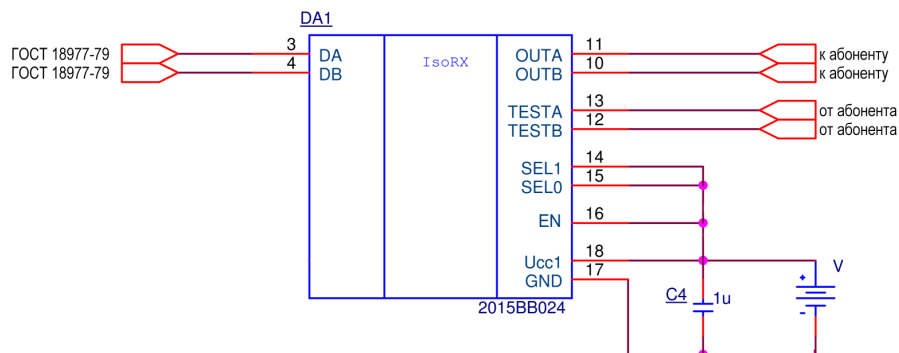 DA1
ГОСТ 18977-79
ГОСТ 18977-79
3
4
DA
DB
IsoRX
OUTA
OUTB
11
10
к абоненту
к абоненту
TESTA
TESTB
13
12
от абонента
от абонента
SEL1
SEL0
14
15
EN
16
Ucc1
GND
18
17
C4
1u
V
+
-
2015ВВ024